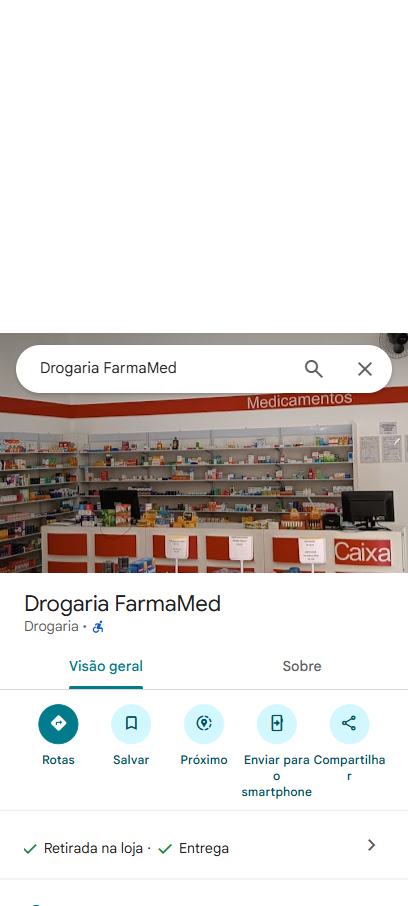 Drogaria FarmaMed
Medicamentos
Caixa
Drogaria FarmaMed
Drogaria ·
Visão geral
Sobre
Rotas
Salvar
Próximo
Enviar para
o
smartphone
Compartilha
r
Retirada na loja · Entrega